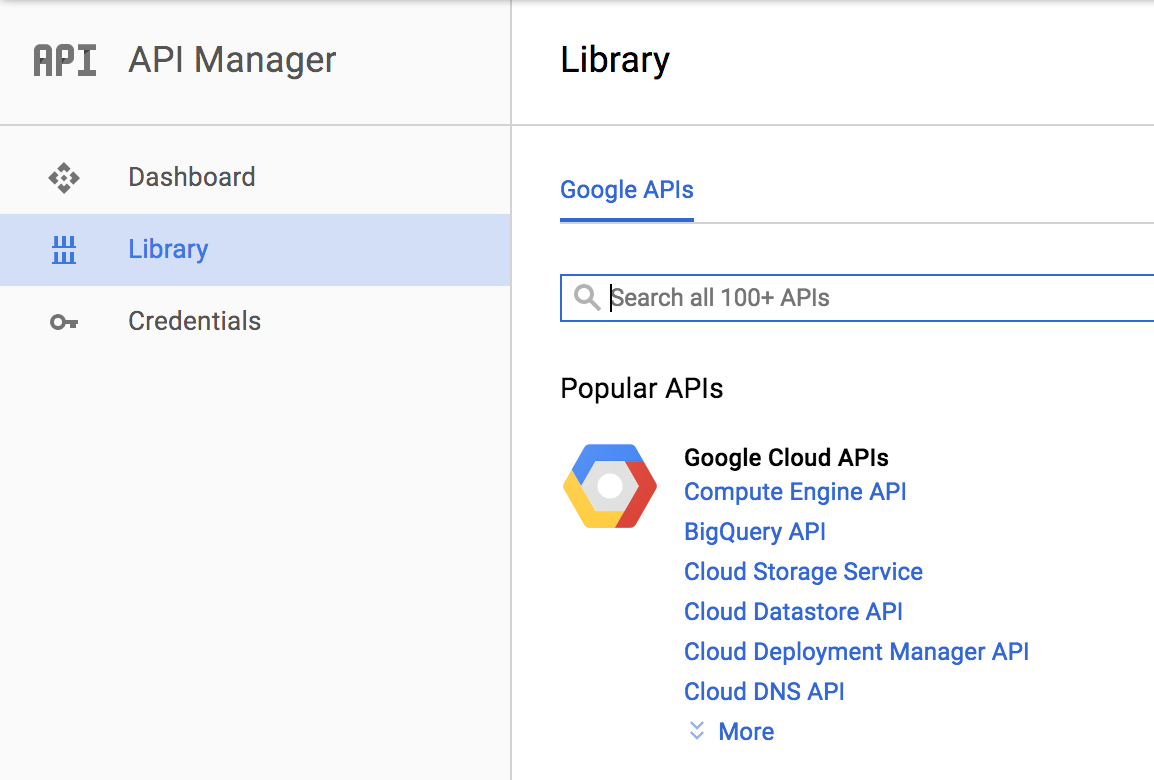 API API Manager
Library
Dashboard
Library
Credentials
Google APIs
Search all 100+ APIs
Popular APIs
Google Cloud APIs
Compute Engine API
BigQuery API
Cloud Storage Service
Cloud Datastore API
Cloud Deployment Manager API
Cloud DNS API
More